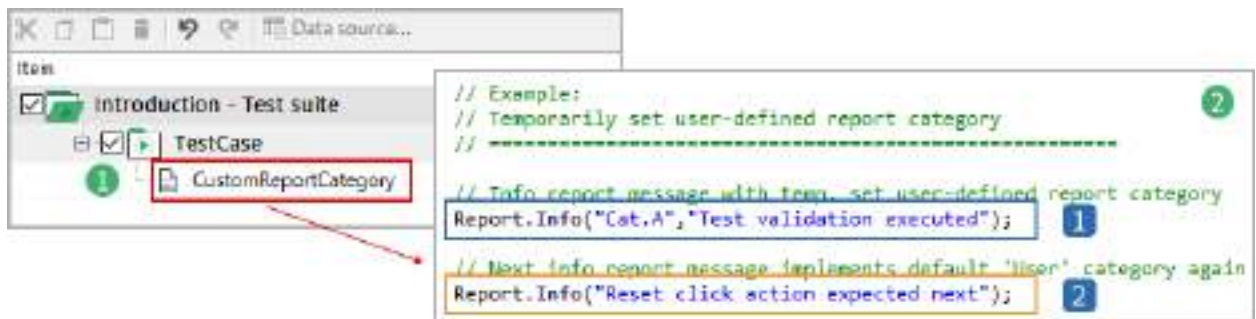 Data source...
Item
Introduction - Test suite
TestCase
1
CustomReportCategory
2
// Example:
// Temporarily set user-defined report category
// ======================================================
// Info report message with temp. set user-defined report category
Report.Info("Cat.A","Test validation executed");
1
// Next info report message implements default 'User' category again
Report.Info("Reset click action expected next");
2